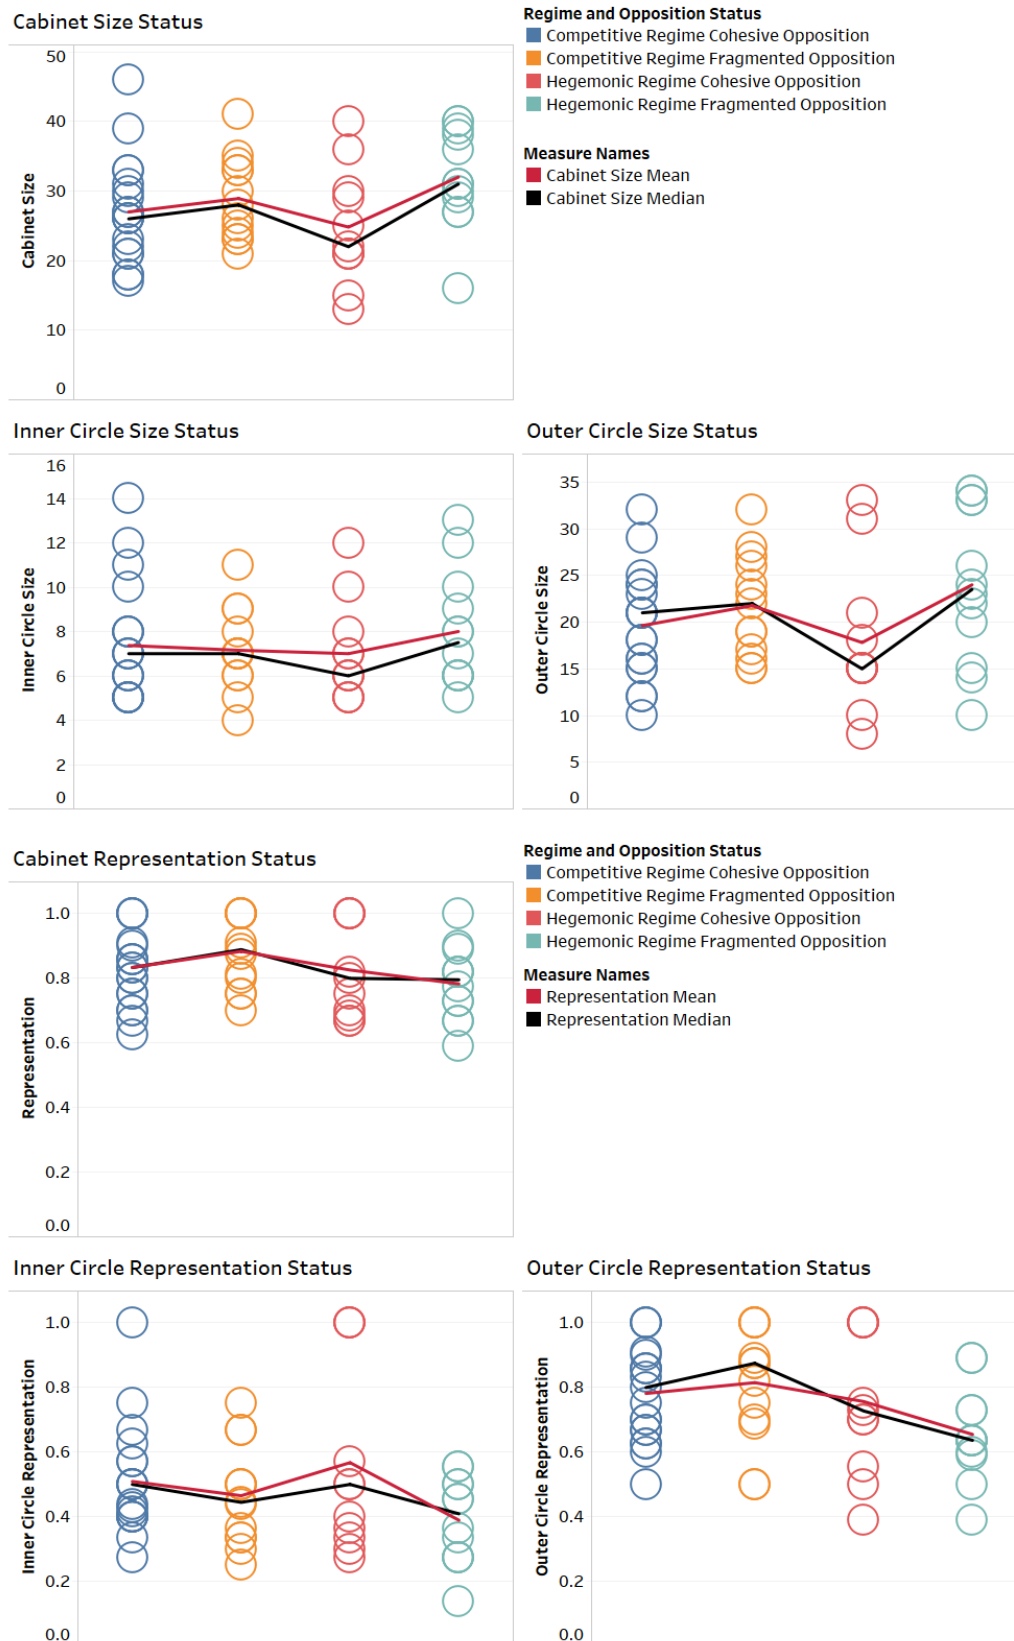 Cabinet Size Status
Regime and Opposition Status
Competitive Regime Cohesive Opposition
Competitive Regime Fragmented Opposition
Hegemonic Regime Cohesive Opposition
Hegemonic Regime Fragmented Opposition
Measure Names
Cabinet Size Mean
Cabinet Size Median
Cabinet Size
50
40
30
20
10
0
Inner Circle Size Status
Inner Circle Size
16
14
12
10
8
6
4
2
0
Outer Circle Size Status
Outer Circle Size
35
30
25
20
15
10
5
0
Cabinet Representation Status
Regime and Opposition Status
Competitive Regime Cohesive Opposition
Competitive Regime Fragmented Opposition
Hegemonic Regime Cohesive Opposition
Hegemonic Regime Fragmented Opposition
Measure Names
Representation Mean
Representation Median
Representation
1.0
0.8
0.6
0.4
0.2
0.0
Inner Circle Representation Status
Inner Circle Representation
1.0
0.8
0.6
0.4
0.2
0.0
Outer Circle Representation Status
Outer Circle Representation
1.0
0.8
0.6
0.4
0.2
0.0